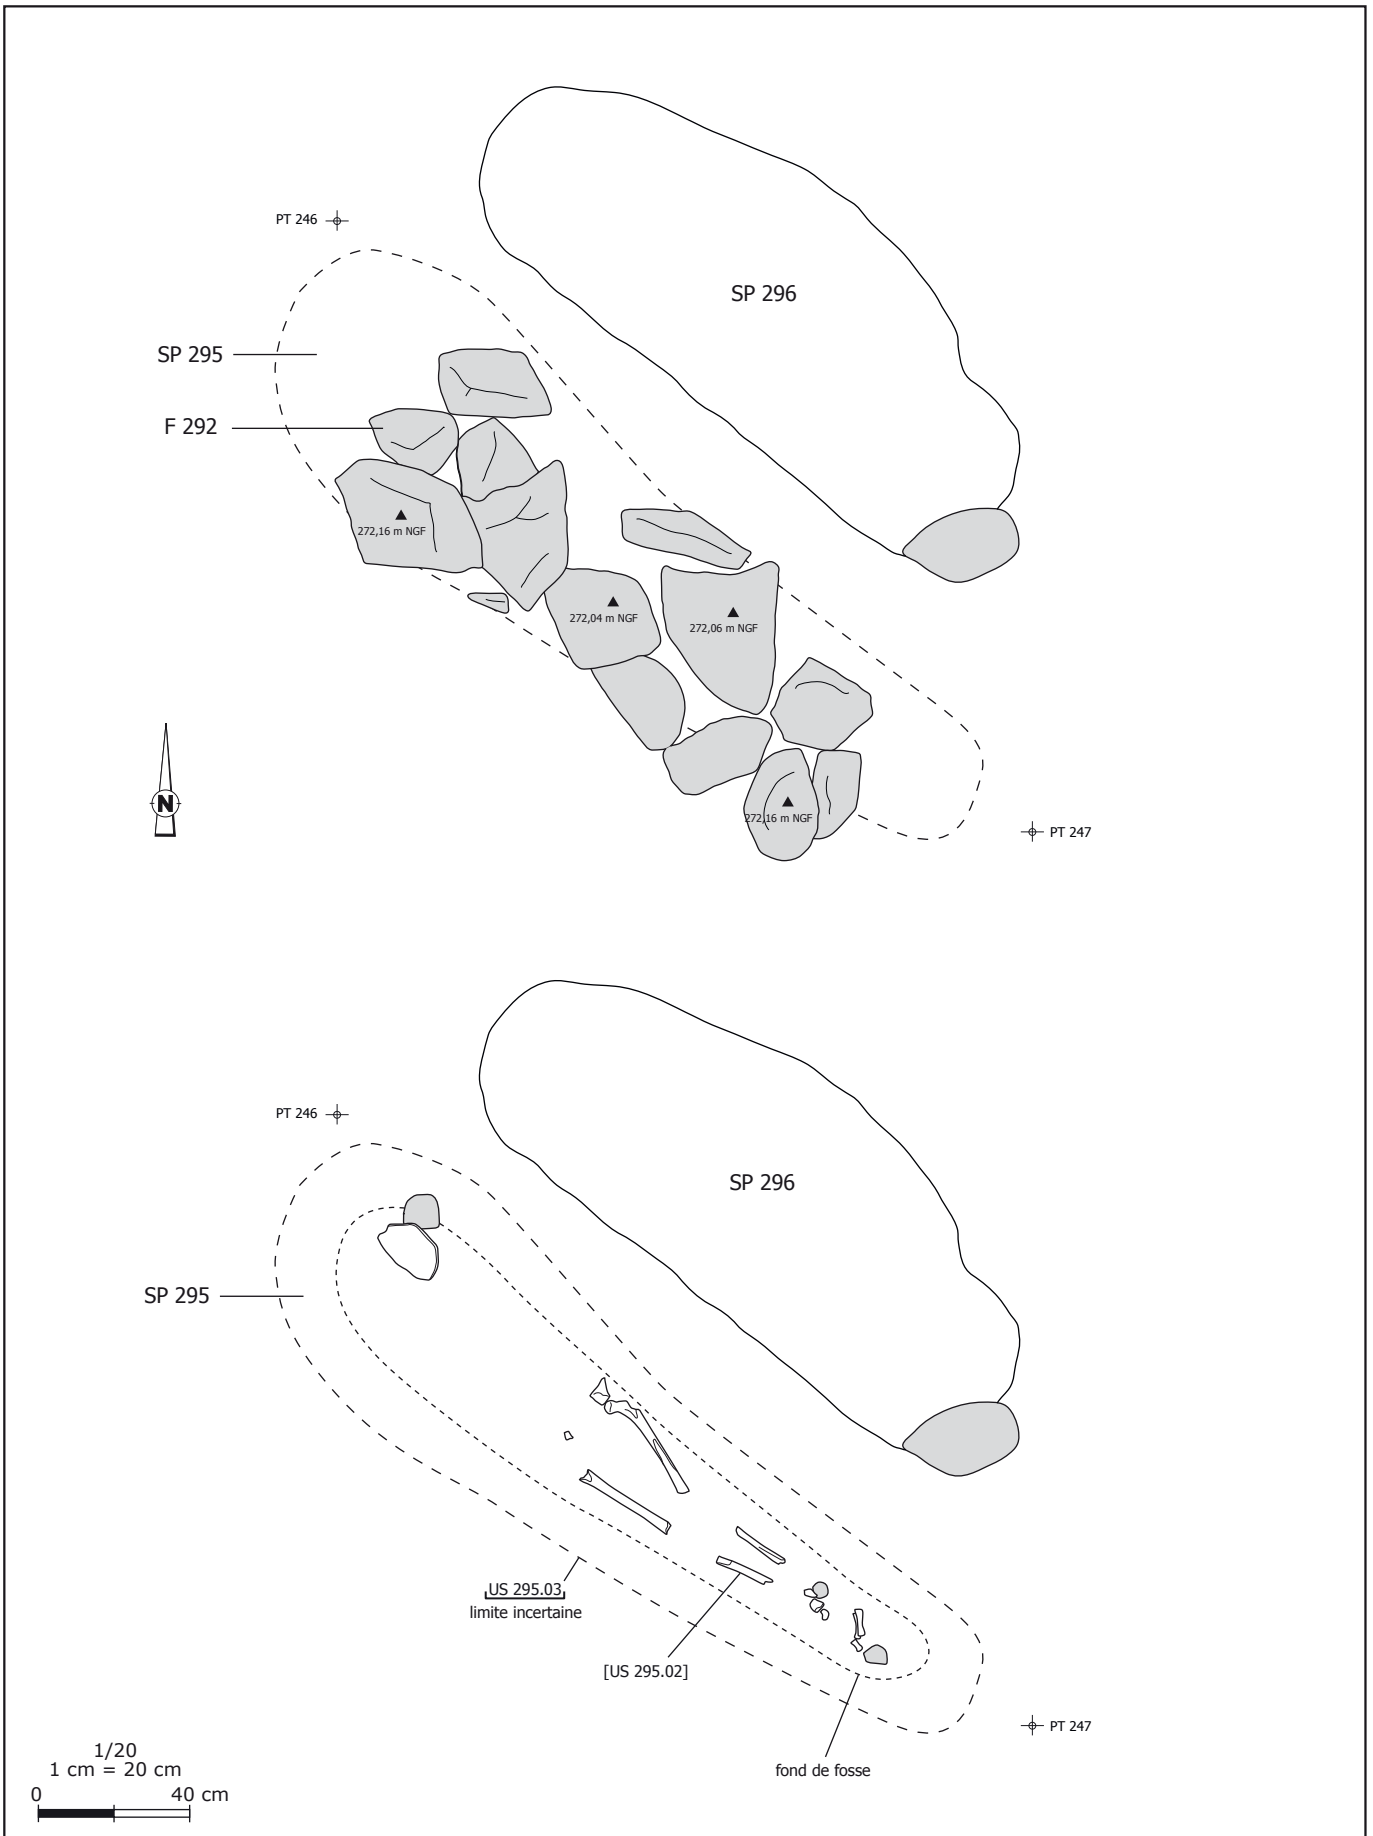 PT 246
SP 296
SP 295
F 292
272,16 m NGF
272,04 m NGF
272,06 m NGF
N
272,16 m NGF
PT 247
PT 246
SP 296
SP 295
US 295.03
limite incertaine
[US 295.02]
PT 247
fond de fosse
1/20
1 cm = 20 cm
0 40 cm